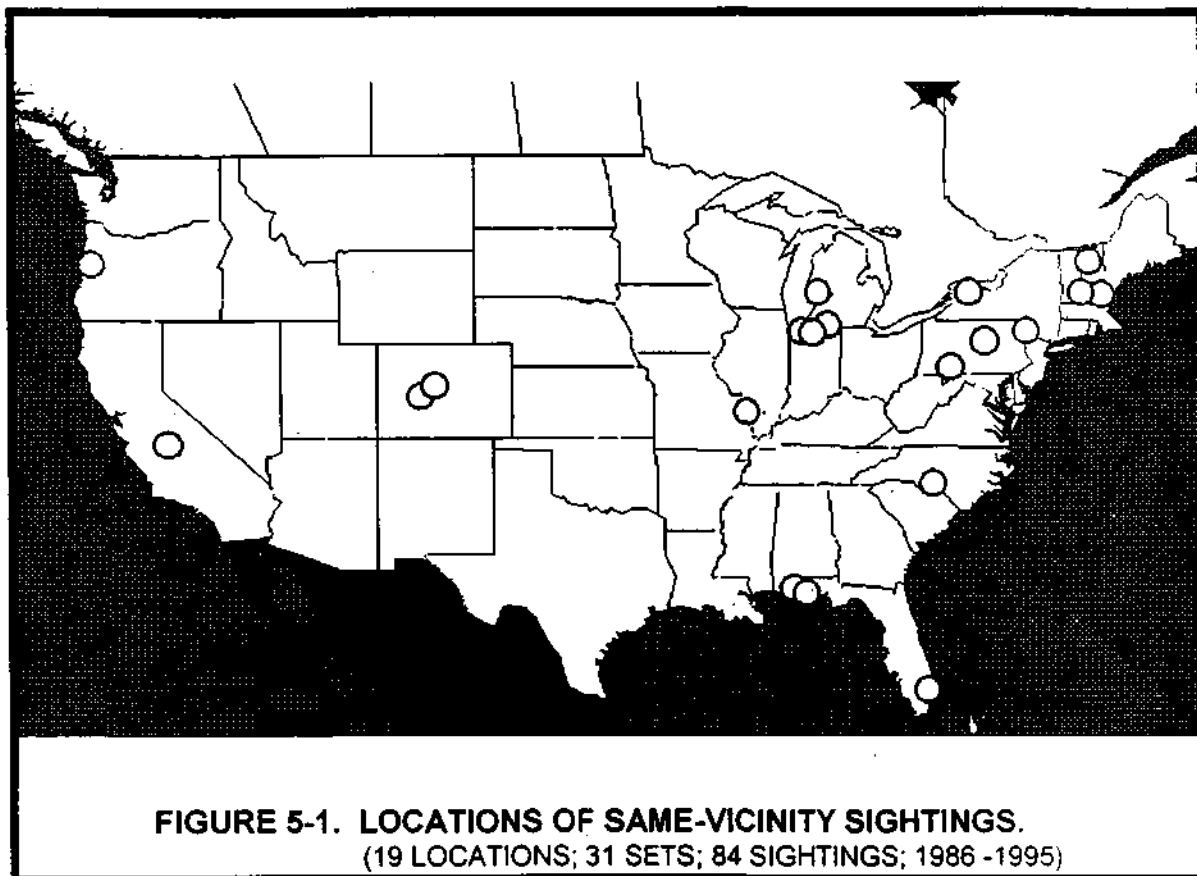 FIGURE 5-1. LOCATIONS OF SAME-VICINITY SIGHTINGS.
(19 LOCATIONS; 31 SETS; 84 SIGHTINGS; 1986 -1995)